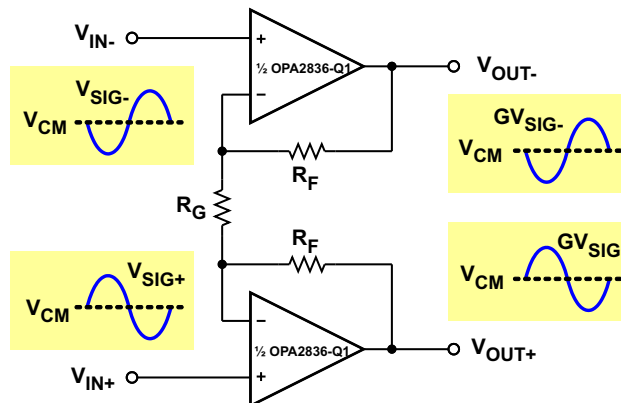 VIN-
+
½ OPA2836-Q1
−
VOUT-
VSIG-
VCM
GVSIG-
VCM
RF
RG
RF
VSIG+
VCM
GVSIG
VCM
−
½ OPA2836-Q1
+
VIN+
VOUT+